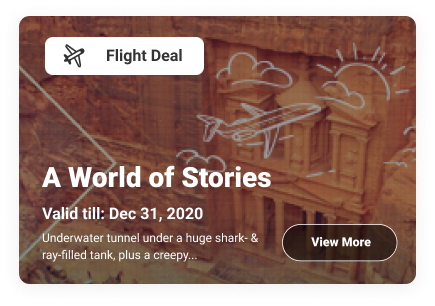 Flight Deal
A World of Stories
Valid till: Dec 31, 2020
Underwater tunnel under a huge shark- &
ray-filled tank, plus a creepy...
View More